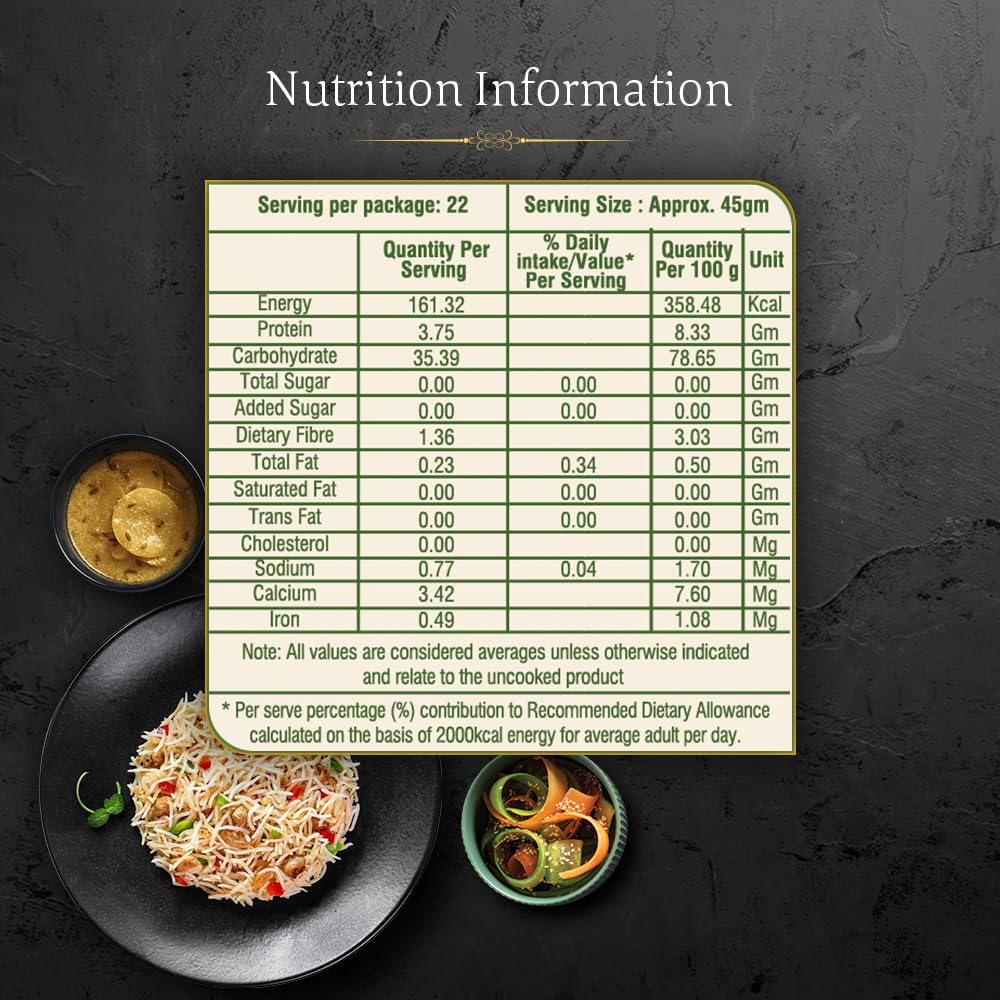 Nutrition Information
Serving per package: 22 Serving Size : Approx. 45gm
Quantity Per Serving % Daily intake/Value* Per Serving Quantity Per 100 g Unit
Energy 161.32 358.48 Kcal
Protein 3.75 8.33 Gm
Carbohydrate 35.39 78.65 Gm
Total Sugar 0.00 0.00 0.00 Gm
Added Sugar 0.00 0.00 0.00 Gm
Dietary Fibre 1.36 3.03 Gm
Total Fat 0.23 0.34 0.50 Gm
Saturated Fat 0.00 0.00 0.00 Gm
Trans Fat 0.00 0.00 0.00 Gm
Cholesterol 0.00 0.00 Mg
Sodium 0.77 0.04 1.70 Mg
Calcium 3.42 7.60 Mg
Iron 0.49 1.08 Mg
Note: All values are considered averages unless otherwise indicated
and relate to the uncooked product
* Per serve percentage (%) contribution to Recommended Dietary Allowance
calculated on the basis of 2000kcal energy for average adult per day.